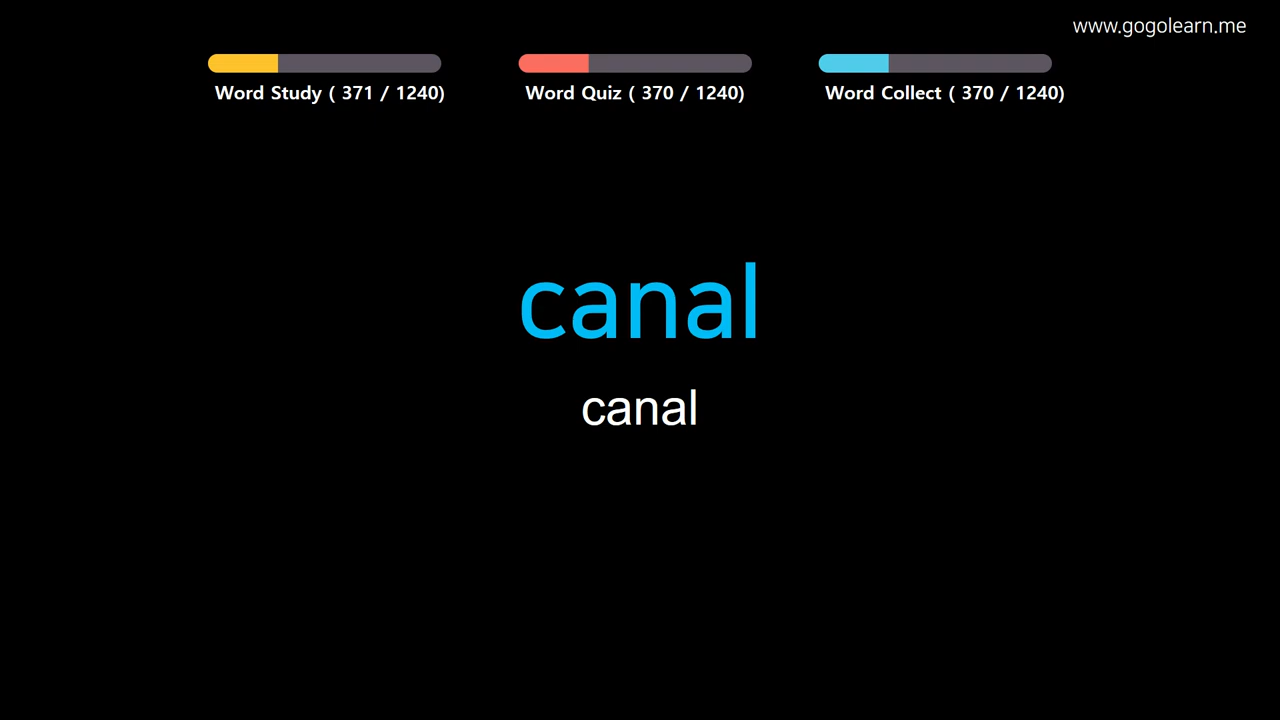 www.gogolearn.me
Word Study ( 371 / 1240)
Word Quiz ( 370 / 1240)
Word Collect ( 370 / 1240)
canal
canal